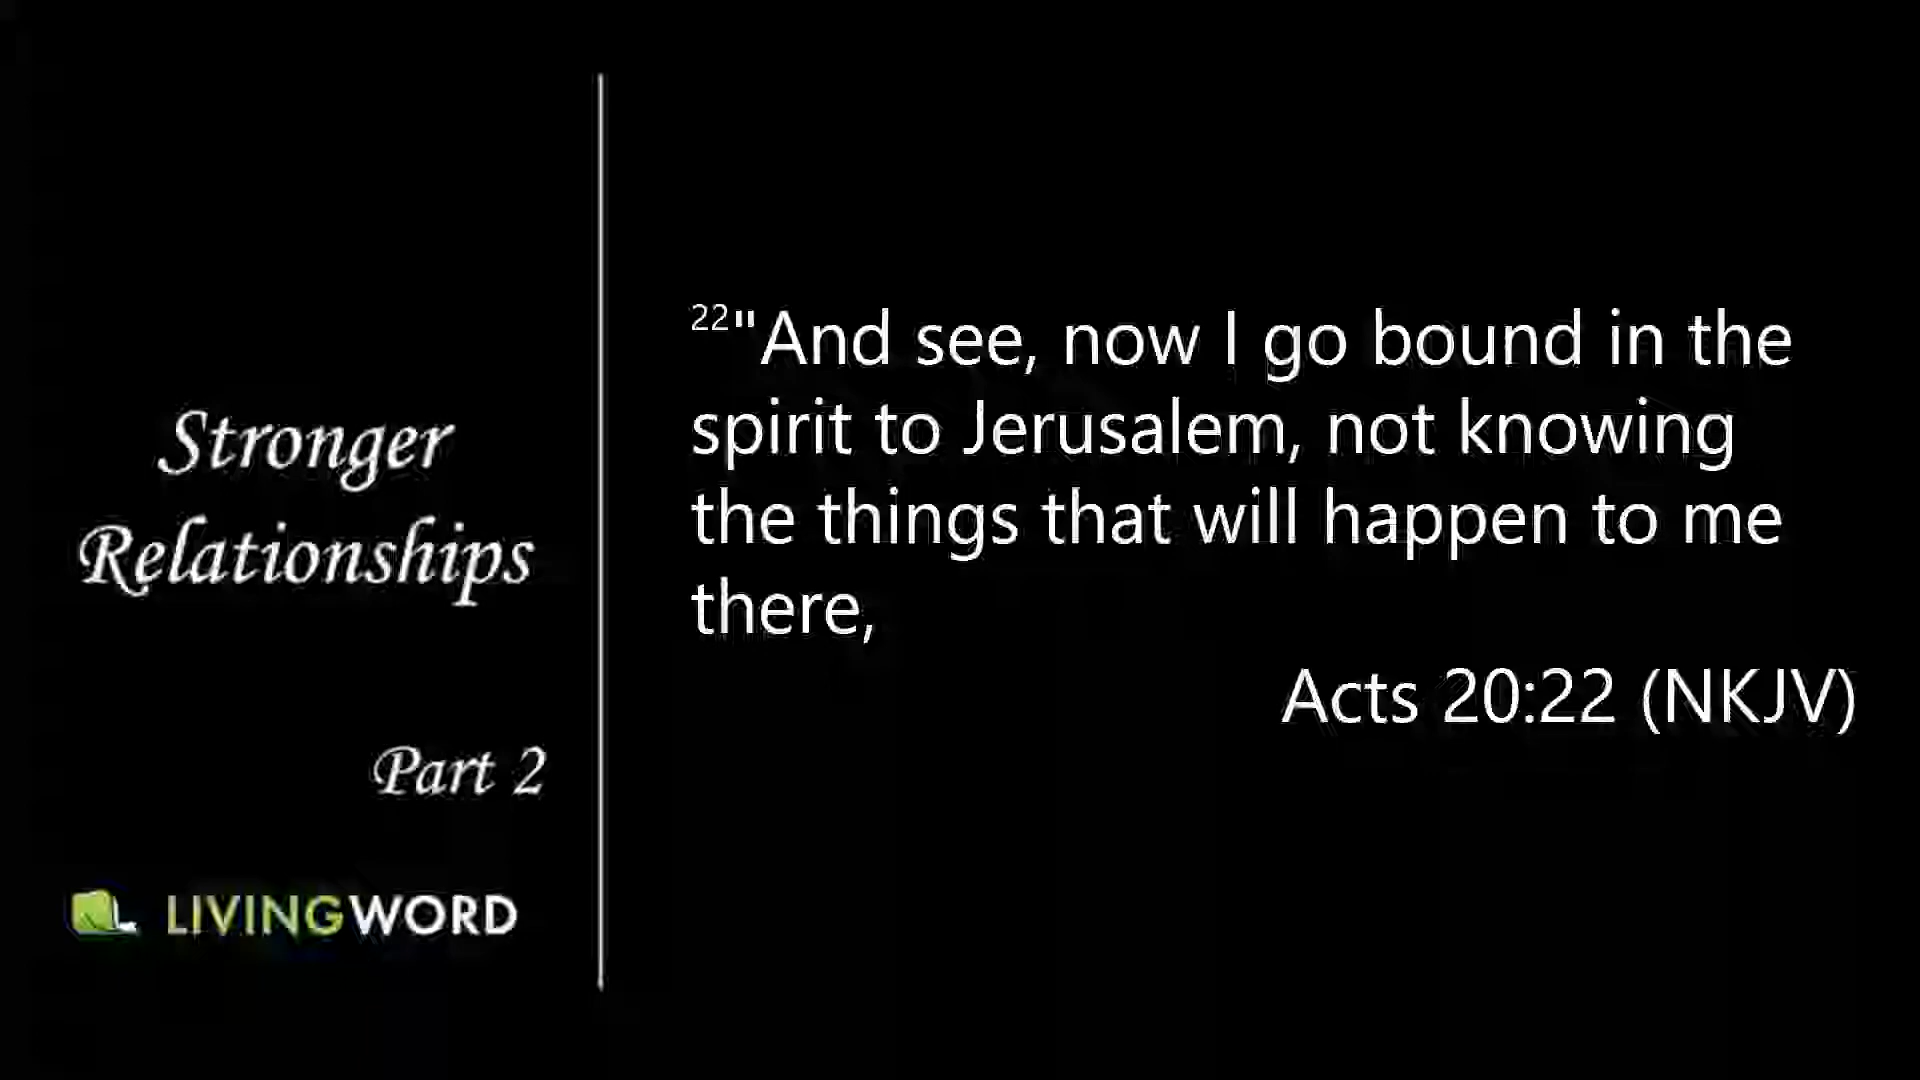 Stronger
Relationships
Part 2
LIVINGWORD
22"And see, now I go bound in the
spirit to Jerusalem, not knowing
the things that will happen to me
there,
Acts 20:22 (NKJV)